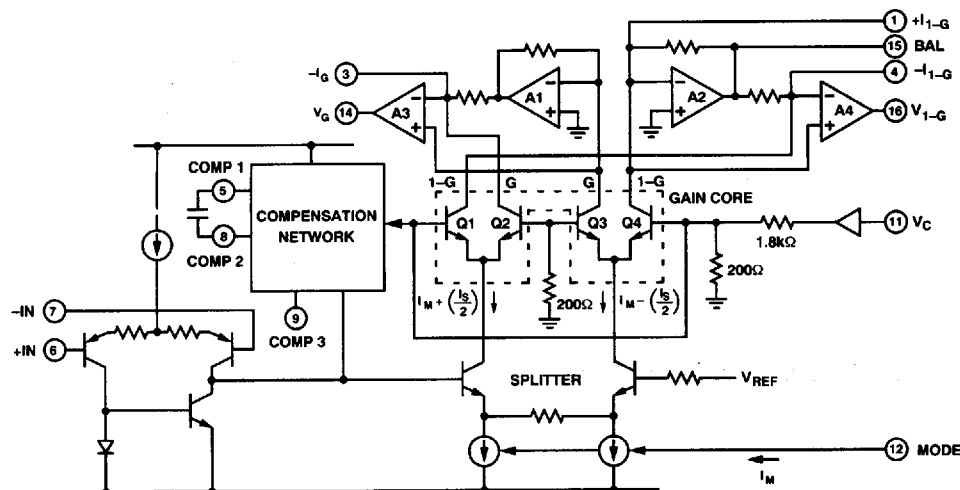 1 +I1–G
15 BAL
–IG 3
4 –I1–G
A1
A2
VG 14
A3
A4
16 V1–G
– + – + – + – +
COMP 1
5
COMPENSATION
NETWORK
8
COMP 2
1–G G G 1–G
GAIN CORE
Q1 Q2 Q3 Q4
11 VC
1.8kΩ
200Ω
200Ω
IM + (IS/2)
IM – (IS/2)
–IN 7
9
COMP 3
+IN 6
SPLITTER
VREF
12 MODE
IM